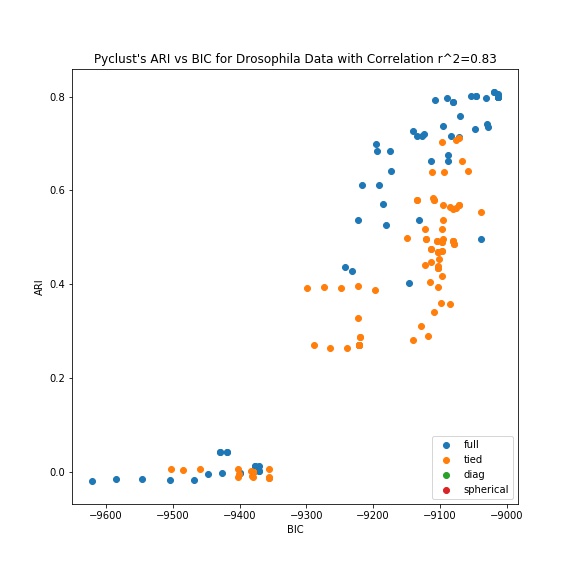 Pyclust's ARI vs BIC for Drosophila Data with Correlation r^2=0.83
0.8
0.6
0.4
0.2
0.0
ARI
−9600 −9500 −9400 −9300 −9200 −9100 −9000
BIC
full
tied
diag
spherical